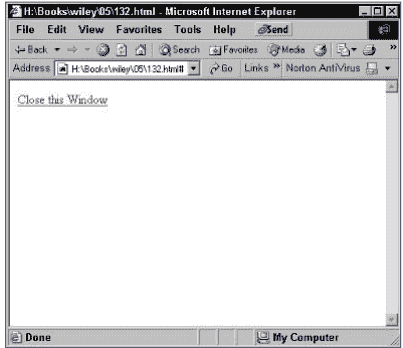 H:\Books\wiley\05\132.html - Microsoft Internet Explorer
File Edit View Favorites Tools Help Send
Back Search Favorites Media »
Address H:\Books\wiley\05\132.html# Go Links » Norton AntiVirus
Close this Window
Done My Computer